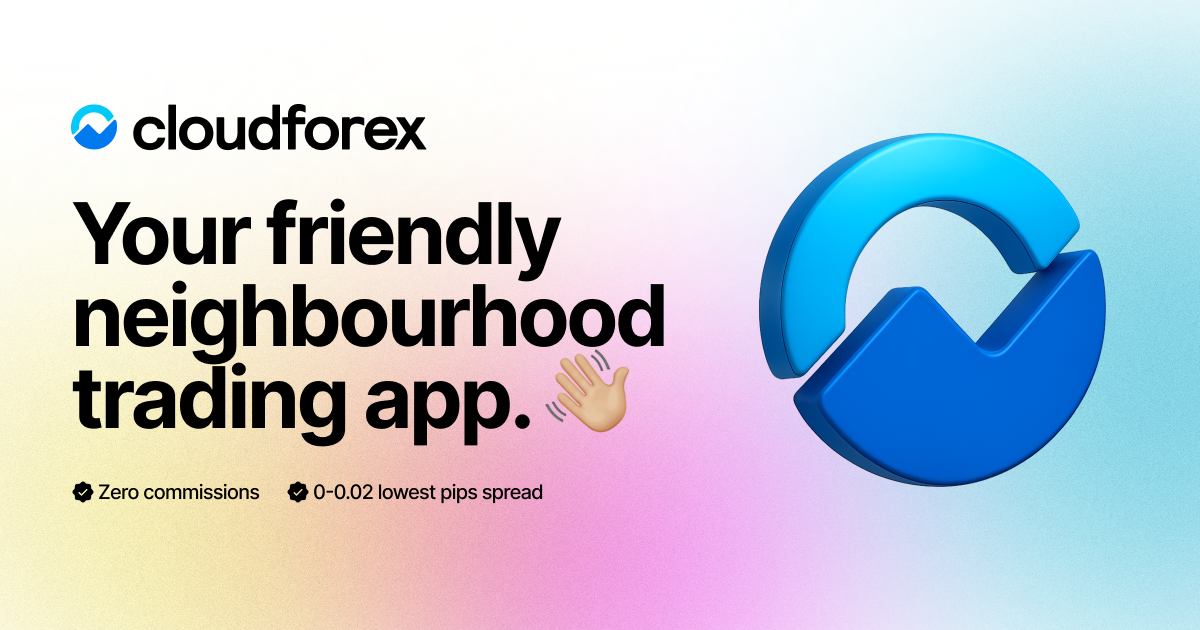 cloudforex
Your friendly
neighbourhood
trading app. 👋🏼
Zero commissions
0-0.02 lowest pips spread